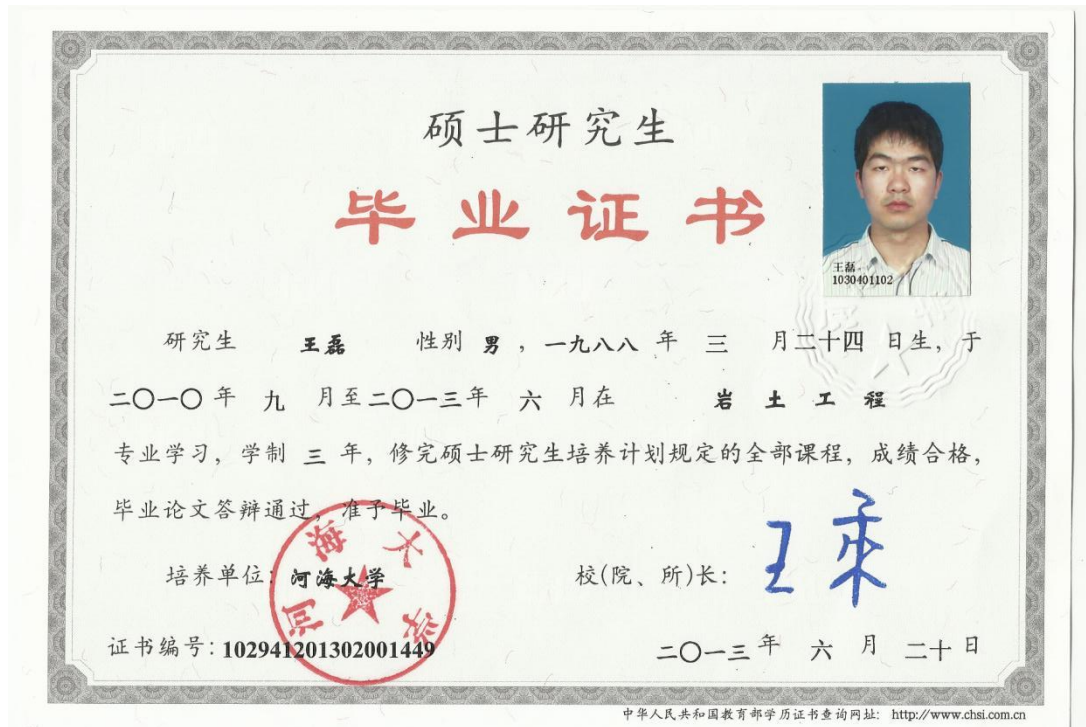 硕士研究生
毕业证书
王磊
1030401102
研究生 王磊 性别 男 ，一九八八 年 三 月二十四 日生，于
二〇一〇年 九 月至二〇一三年 六 月在 岩土工程
专业学习，学制 三 年，修完硕士研究生培养计划规定的全部课程，成绩合格，
毕业论文答辩通过，准予毕业。
培养单位：河海大学 校(院、所)长：
河海大学
证书编号：102941201302001449 二〇一三年 六 月 二十日
中华人民共和国教育部学历证书查询网址： http://www.chsi.com.cn